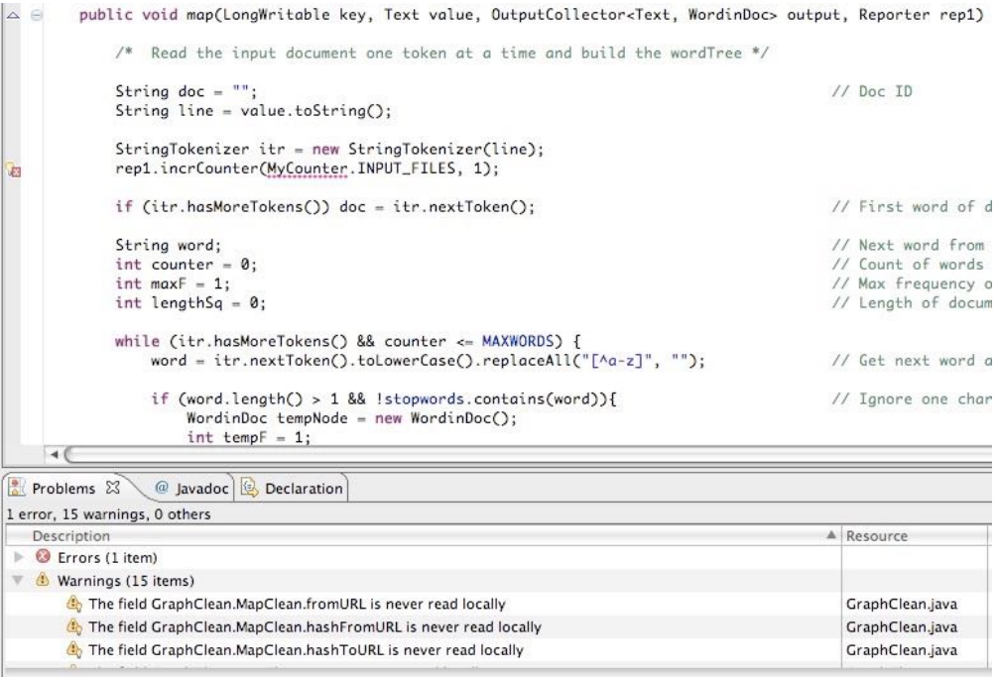 public void map(LongWritable key, Text value, OutputCollector<Text, WordinDoc> output, Reporter rep1)
/*  Read the input document one token at a time and build the wordTree */
String doc = ""; // Doc ID
String line = value.toString();
StringTokenizer itr = new StringTokenizer(line);
rep1.incrCounter(MyCounter.INPUT_FILES, 1);
if (itr.hasMoreTokens()) doc = itr.nextToken(); // First word of d
String word; // Next word from
int counter = 0; // Count of words
int maxF = 1; // Max frequency o
int lengthSq = 0; // Length of docum
while (itr.hasMoreTokens() && counter <= MAXWORDS) {
word = itr.nextToken().toLowerCase().replaceAll("[^a-z]", ""); // Get next word a
if (word.length() > 1 && !stopwords.contains(word)){ // Ignore one char
WordinDoc tempNode = new WordinDoc();
int tempF = 1;
Problems @ Javadoc Declaration
1 error, 15 warnings, 0 others
Description Resource
Errors (1 item)
Warnings (15 items)
The field GraphClean.MapClean.fromURL is never read locally GraphClean.java
The field GraphClean.MapClean.hashFromURL is never read locally GraphClean.java
The field GraphClean.MapClean.hashToURL is never read locally GraphClean.java